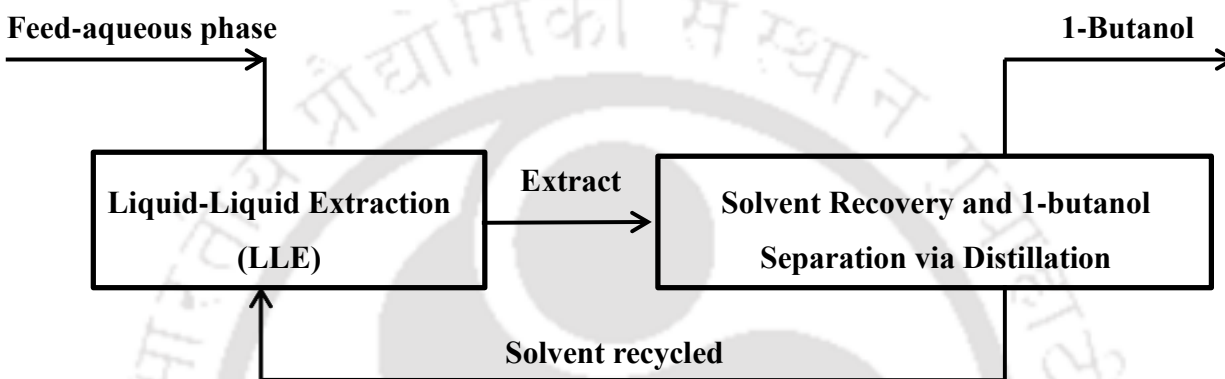 Feed-aqueous phase
1-Butanol
Liquid-Liquid Extraction
(LLE)
Extract
Solvent Recovery and 1-butanol
Separation via Distillation
Solvent recycled